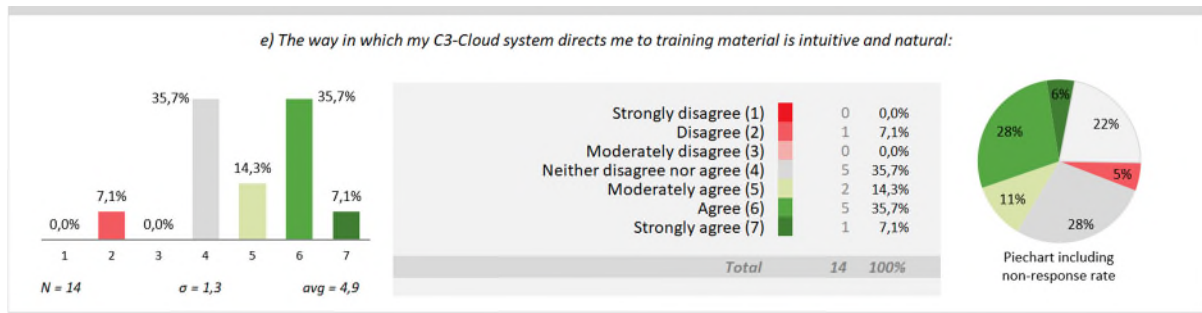 e) The way in which my C3-Cloud system directs me to training material is intuitive and natural:
35,7% 35,7%
14,3%
7,1% 7,1%
0,0% 0,0%
1 2 3 4 5 6 7
N = 14 σ = 1,3 avg = 4,9
Strongly disagree (1) 0 0,0%
Disagree (2) 1 7,1%
Moderately disagree (3) 0 0,0%
Neither disagree nor agree (4) 5 35,7%
Moderately agree (5) 2 14,3%
Agree (6) 5 35,7%
Strongly agree (7) 1 7,1%
Total 14 100%
6%
22%
28%
5%
11%
28%
Piechart including
non-response rate